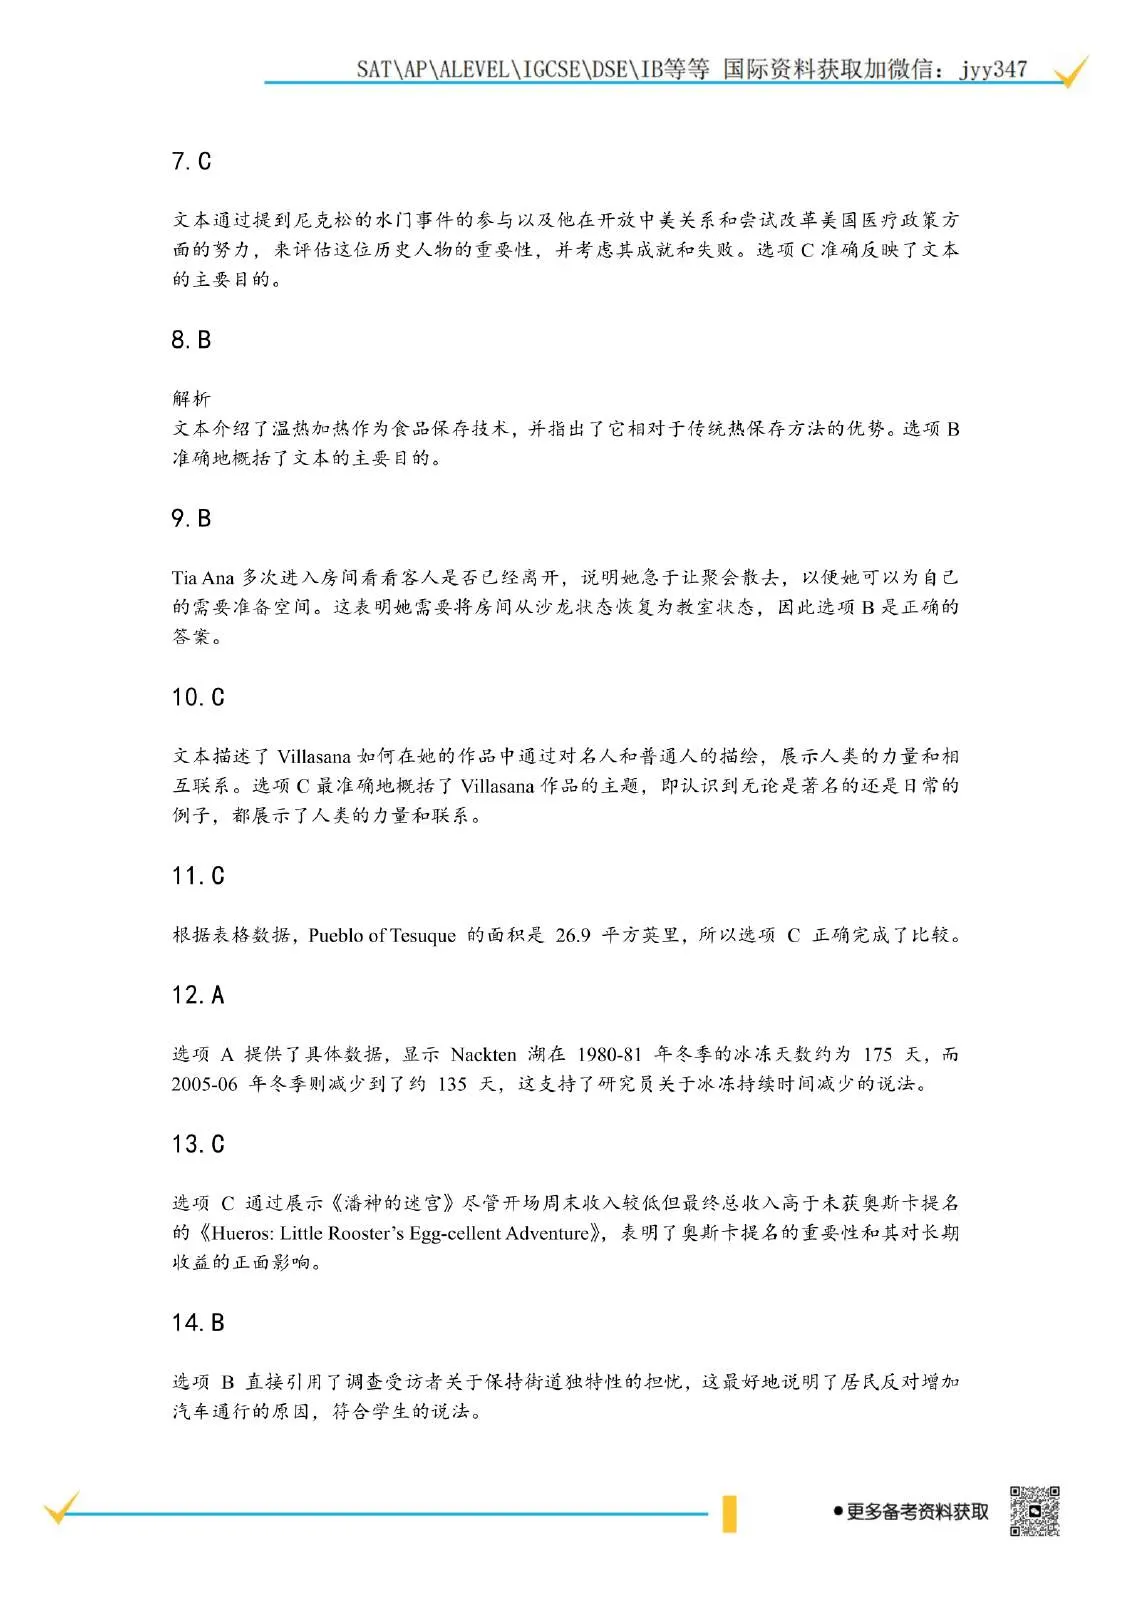 SAT\AP\ALEVEL\IGCSE\DSE\IB等等 国际资料获取加微信：jyy347
7. C
文本通过提到尼克松的水门事件的参与以及他在开放中美关系和尝试改革美国医疗政策方
面的努力，来评估这位历史人物的重要性，并考虑其成就和失败。选项 C 准确反映了文本
的主要目的。
8. B
解析
文本介绍了温热加热作为食品保存技术，并指出了它相对于传统热保存方法的优势。选项 B
准确地概括了文本的主要目的。
9. B
Tia Ana 多次进入房间看看客人是否已经离开，说明她急于让聚会散去，以便她可以为自己
的需要准备空间。这表明她需要将房间从沙龙状态恢复为教室状态，因此选项 B 是正确的
答案。
10. C
文本描述了 Villasana 如何在她的作品中通过对名人和普通人的描绘，展示人类的力量和相
互联系。选项 C 最准确地概括了 Villasana 作品的主题，即认识到无论是著名的还是日常的
例子，都展示了人类的力量和联系。
11. C
根据表格数据，Pueblo of Tesuque 的面积是 26.9 平方英里，所以选项 C 正确完成了比较。
12. A
选项 A 提供了具体数据，显示 Nackten 湖在 1980-81 年冬季的冰冻天数约为 175 天，而
2005-06 年冬季则减少到了约 135 天，这支持了研究员关于冰冻持续时间减少的说法。
13. C
选项 C 通过展示《潘神的迷宫》尽管开场周末收入较低但最终总收入高于未获奥斯卡提名
的《Hueros: Little Rooster’s Egg-cellent Adventure》，表明了奥斯卡提名的重要性和其对长期
收益的正面影响。
14. B
选项 B 直接引用了调查受访者关于保持街道独特性的担忧，这最好地说明了居民反对增加
汽车通行的原因，符合学生的说法。
●更多备考资料获取